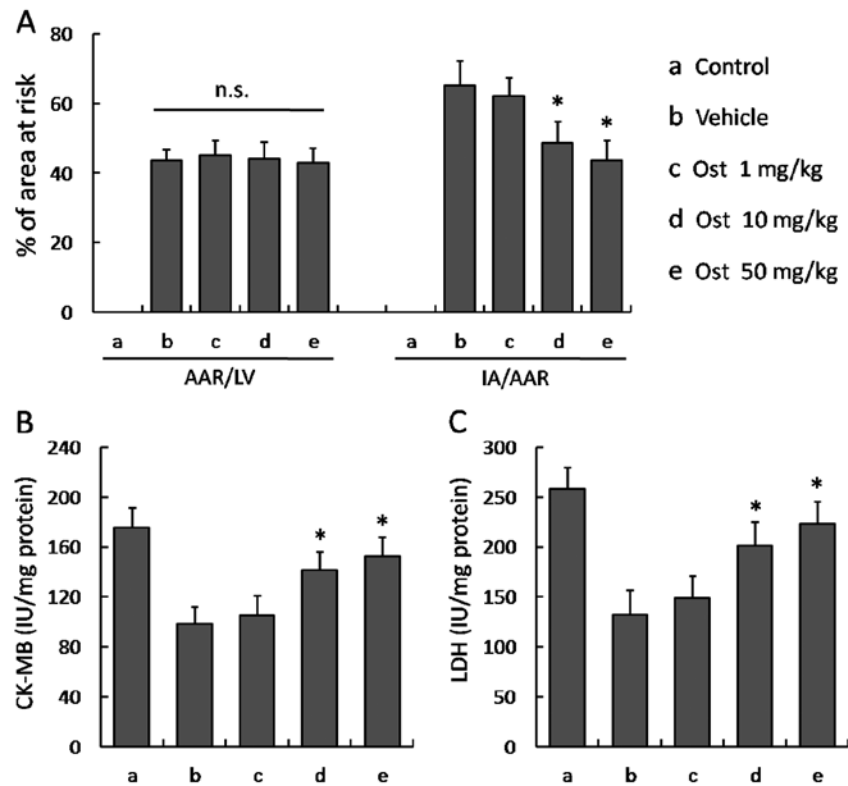 A
% of area at risk
80
60
40
20
0
n.s.
*
*
a b c d e
a b c d e
AAR/LV
IA/AAR
a Control
b Vehicle
c Ost 1 mg/kg
d Ost 10 mg/kg
e Ost 50 mg/kg
B
CK-MB (IU/mg protein)
240
200
160
120
80
40
0
*
*
a b c d e
C
LDH (IU/mg protein)
300
250
200
150
100
50
0
*
*
a b c d e